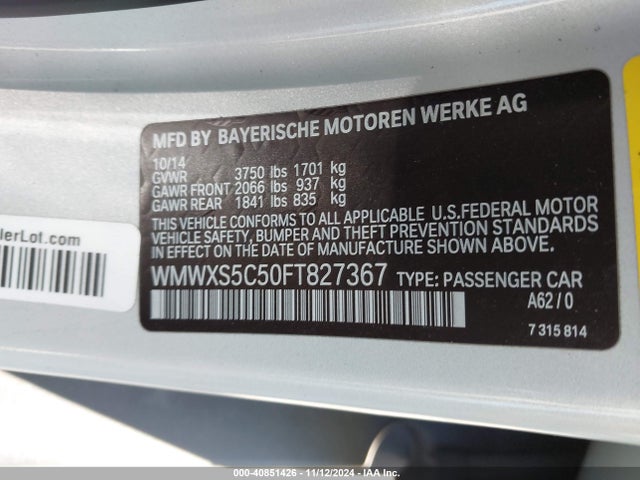 MFD BY BAYERISCHE MOTOREN WERKE AG
10/14
GVWR 3750 lbs 1701 kg
GAWR FRONT 2066 lbs 937 kg
GAWR REAR 1841 lbs 835 kg
THIS VEHICLE CONFORMS TO ALL APPLICABLE U.S.FEDERAL MOTOR
VEHICLE SAFETY, BUMPER AND THEFT PREVENTION STANDARDS
IN EFFECT ON THE DATE OF MANUFACTURE SHOWN ABOVE.
WMWXS5C50FT827367 TYPE: PASSENGER CAR
A62/0
7 315 814
lerLot.com
000-40851426 - 11/12/2024 - IAA Inc.